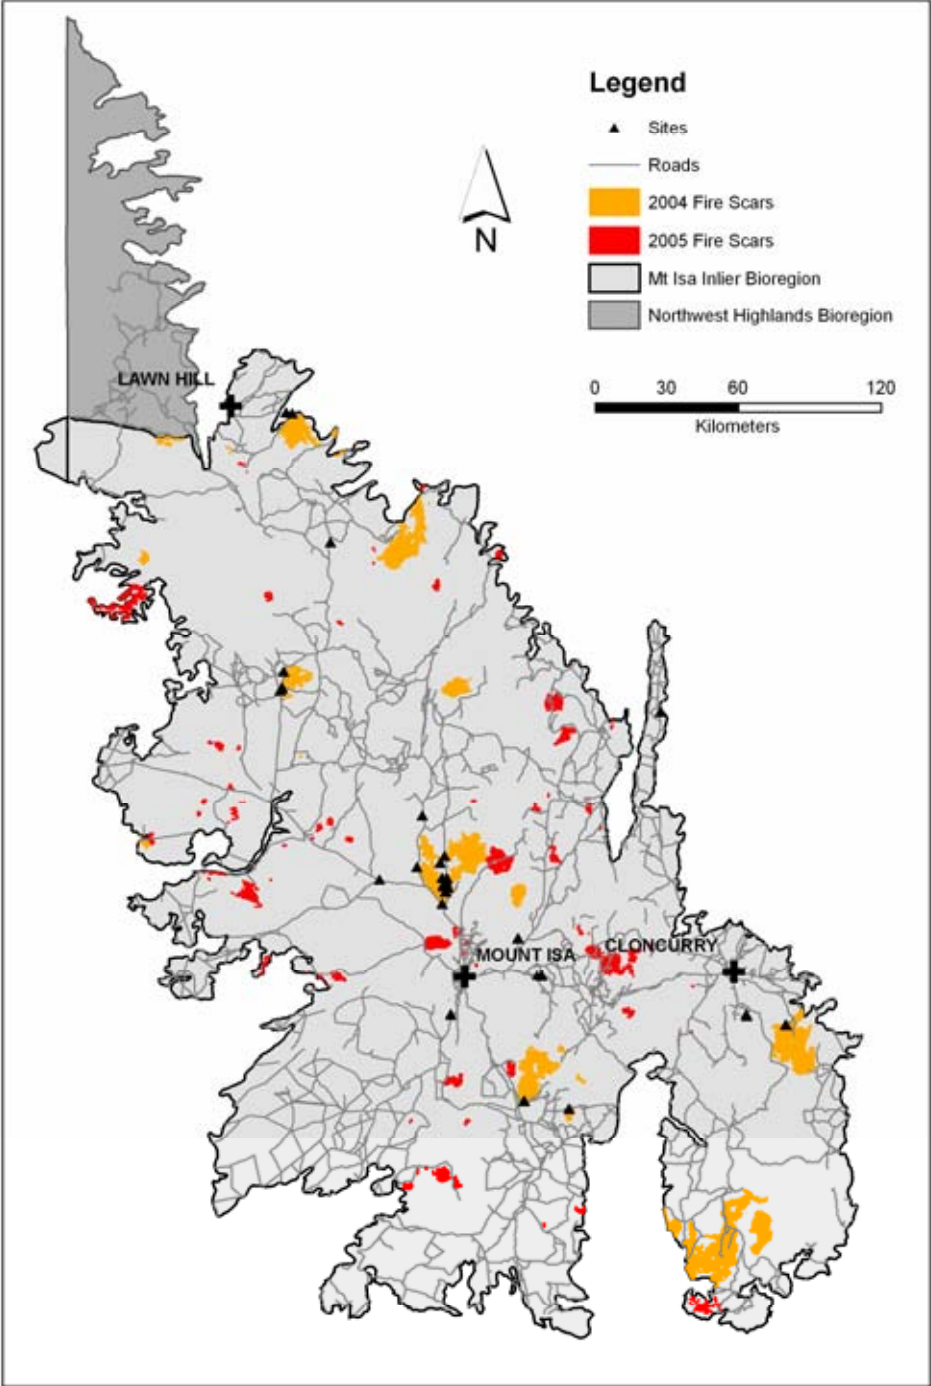 Legend
Sites
Roads
2004 Fire Scars
2005 Fire Scars
Mt Isa Inlier Bioregion
Northwest Highlands Bioregion
N
0 30 60 120
Kilometers
LAWN HILL
MOUNT ISA
CLONCURRY